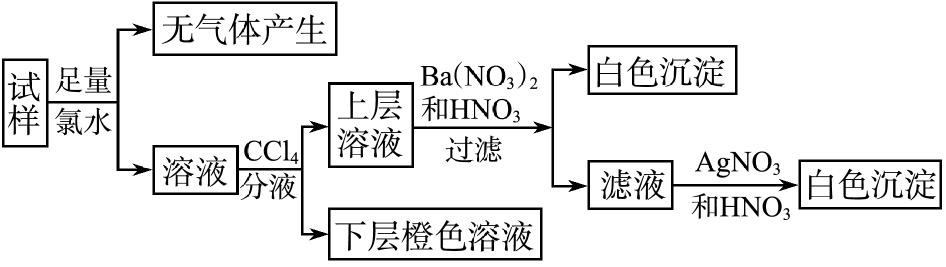 试样
足量
氯水
无气体产生
溶液
CCl₄
分液
上层
溶液
下层橙色溶液
Ba(NO₃)₂
和HNO₃
过滤
白色沉淀
滤液
AgNO₃
和HNO₃
白色沉淀